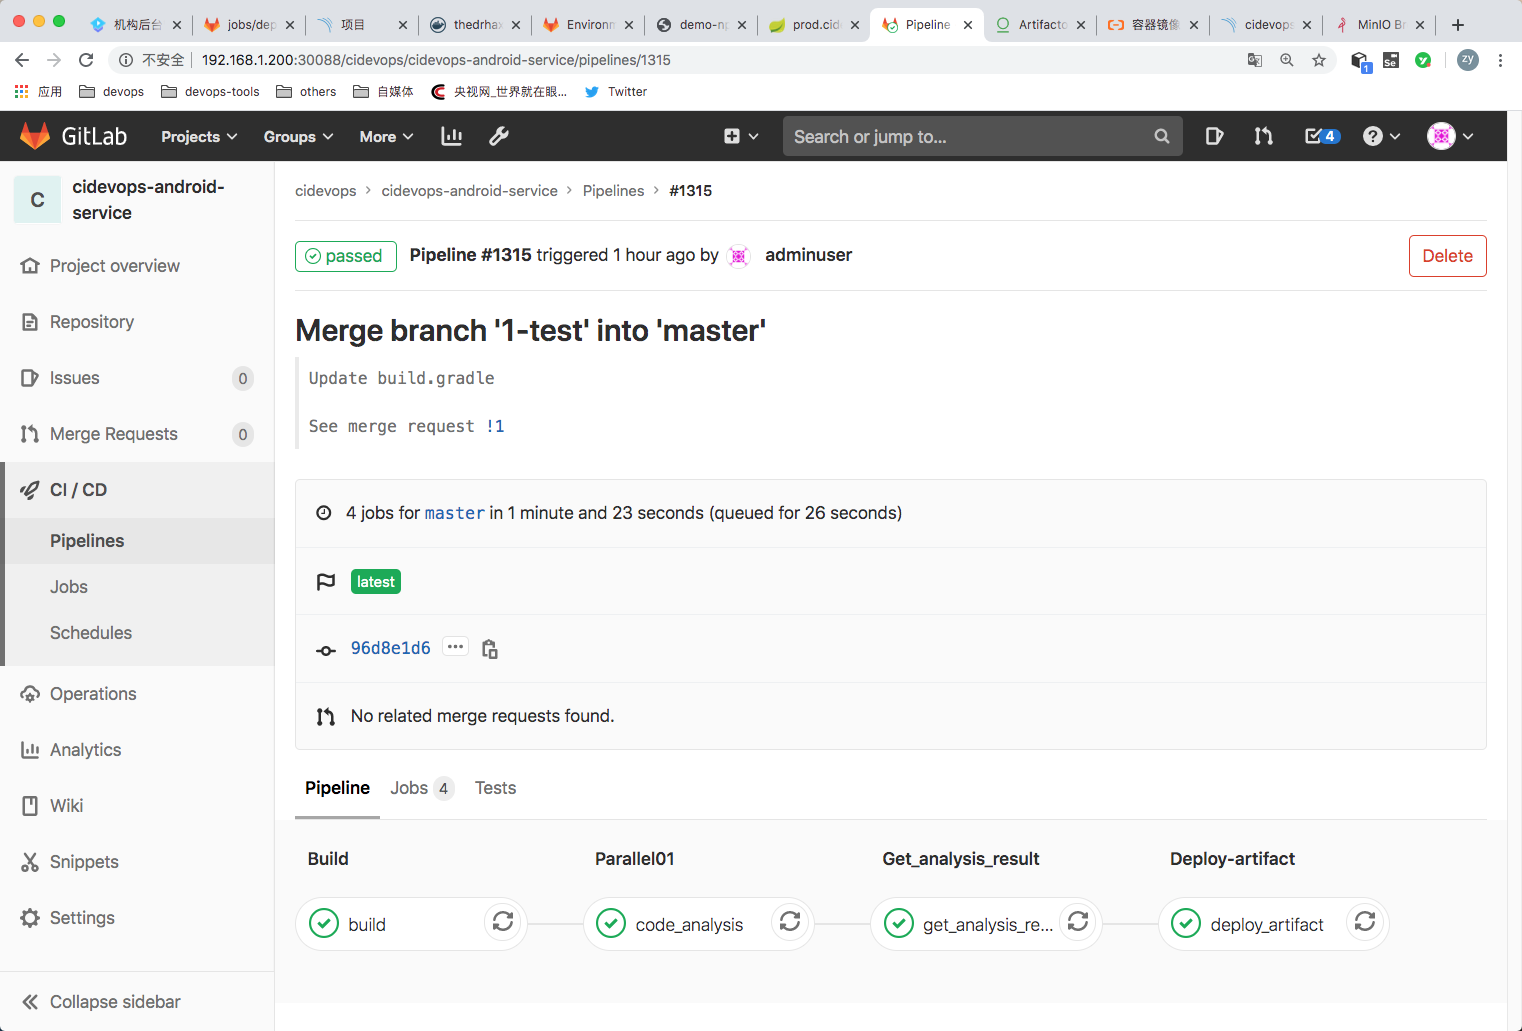 机构后台
jobs/dep
项目
thedrhax
Environm
demo-np
prod.cide
Pipeline
Artifacto
容器镜像
cidevops
MinIO Br
不安全
192.168.1.200:30088/cidevops/cidevops-android-service/pipelines/1315
1
Se
zy
应用
devops
devops-tools
others
自媒体
央视网_世界就在眼...
Twitter
GitLab
Projects
Groups
More
Search or jump to...
4
C
cidevops-android-service
Project overview
Repository
Issues
0
Merge Requests
0
CI / CD
Pipelines
Jobs
Schedules
Operations
Analytics
Wiki
Snippets
Settings
Collapse sidebar
cidevops > cidevops-android-service > Pipelines > #1315
passed
Pipeline #1315 triggered 1 hour ago by adminuser
Delete
Merge branch '1-test' into 'master'
Update build.gradle
See merge request !1
4 jobs for master in 1 minute and 23 seconds (queued for 26 seconds)
latest
96d8e1d6 ...
No related merge requests found.
Pipeline
Jobs 4
Tests
Build
Parallel01
Get_analysis_result
Deploy-artifact
build
code_analysis
get_analysis_re...
deploy_artifact